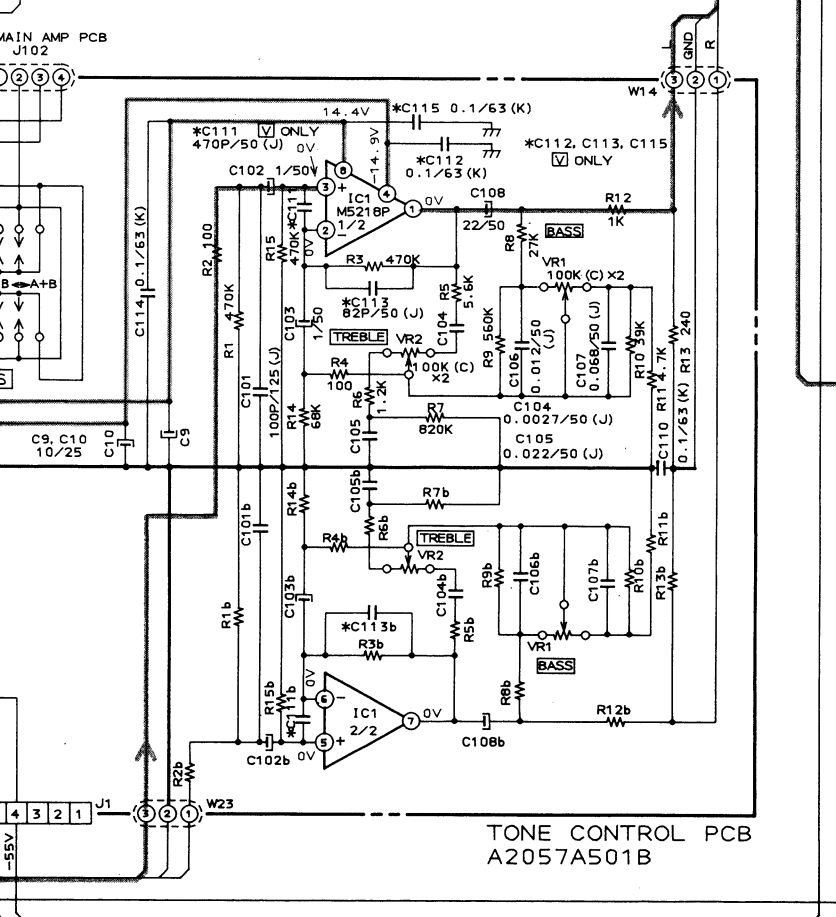 MAIN AMP PCB
J102
2 3 4
L
GND
R
W14
3 2 1
14.4V
*C115 0.1/63 (K)
*C111
V ONLY
470P/50 (J)
0V
-14.9V
*C112
0.1/63 (K)
*C112, C113, C115
V ONLY
C102 1/50
8
3
+
4
IC1
M5218P
1/2
1
0V
2
-
C108
22/50
R12
1K
R8
27K
BASS
R2 100
R15
470K
0V
R3 470K
*C113
82P/50 (J)
R5
5.6K
VR1
100K (C) ×2
C114 0.1/63 (K)
B ↔ A+B
R1 470K
C103
1/50
C104
TREBLE
VR2
100K (C)
×2
R4
100
R9 560K
C106
0.012/50
(J)
C107
0.068/50 (J)
R10 39K
R11 4.7K
R13 240
S
C101
100P/125 (J)
R14
68K
R6
1.2K
R7
820K
C104
0.0027/50 (J)
C105
0.022/50 (J)
C110
0.1/63 (K)
C9, C10
10/25
C10
C9
C105
C105b
R7b
R14b
C101b
R6b
R4b
TREBLE
VR2
R9b
C106b
C107b
R10b
R11b
R13b
C103b
C104b
R1b
*C113b
R3b
R5b
VR1
BASS
0V
6
-
R15b
*C111b
IC1
2/2
7
0V
R8b
R12b
5
+
0V
C102b
C108b
R2b
J1
4 3 2 1
-55V
3 2 1
W23
TONE CONTROL PCB
A2057A501B